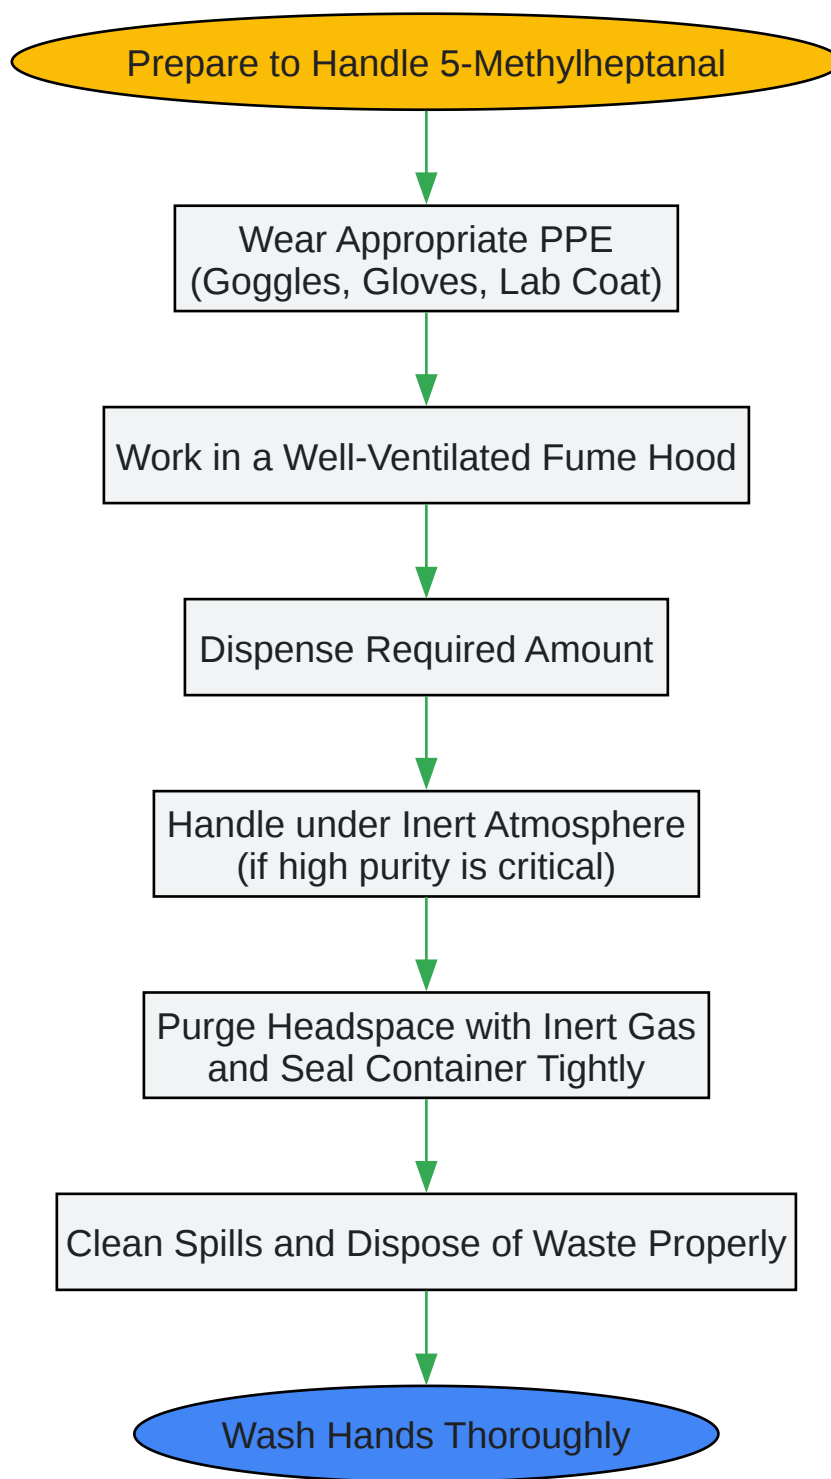 Prepare to Handle 5-Methylheptanal
Wear Appropriate PPE
(Goggles, Gloves, Lab Coat)
Work in a Well-Ventilated Fume Hood
Dispense Required Amount
Handle under Inert Atmosphere
(if high purity is critical)
Purge Headspace with Inert Gas
and Seal Container Tightly
Clean Spills and Dispose of Waste Properly
Wash Hands Thoroughly